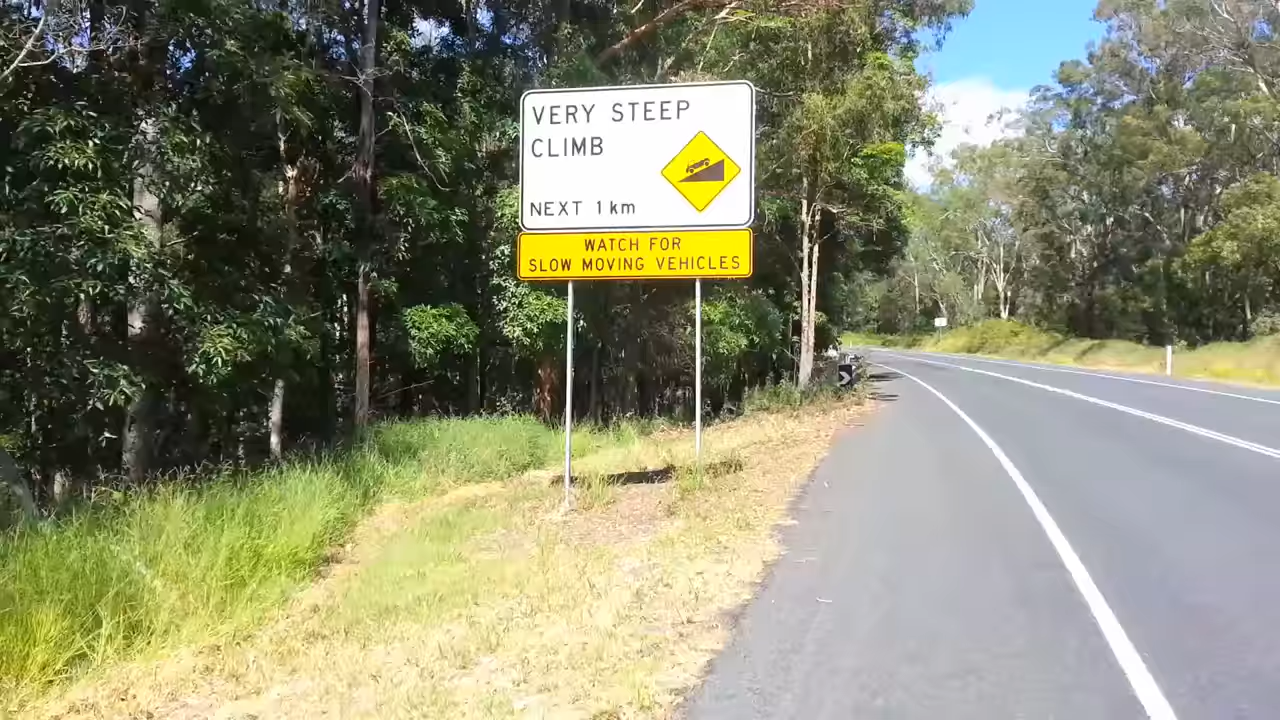 VERY STEEP
CLIMB
NEXT 1 km
WATCH FOR
SLOW MOVING VEHICLES